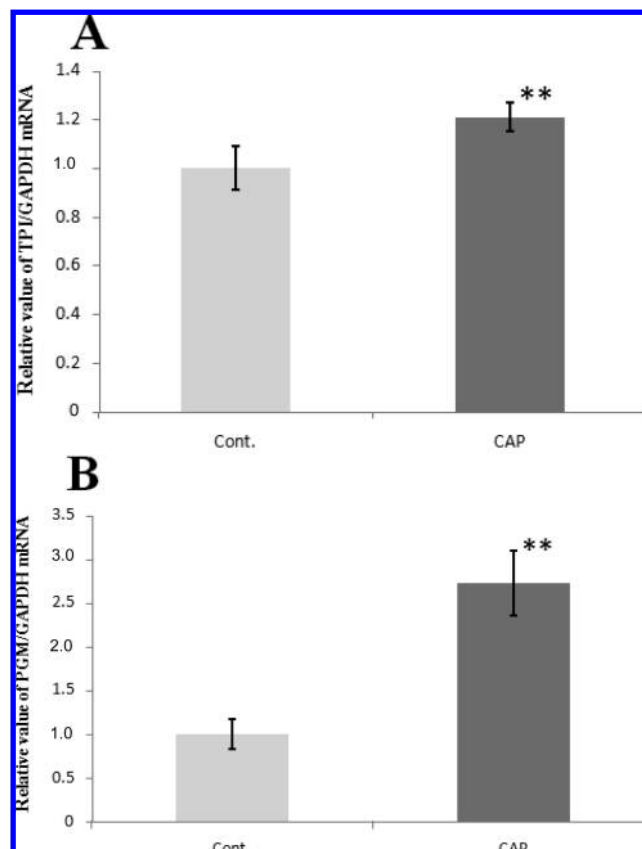 A
Relative value of TPI/GAPDH mRNA
1.4
1.2
1.0
0.8
0.6
0.4
0.2
0
**
Cont.
CAP
B
Relative value of PGM/GAPDH mRNA
3.5
3.0
2.5
2.0
1.5
1.0
0.5
0
**
Cont.
CAP